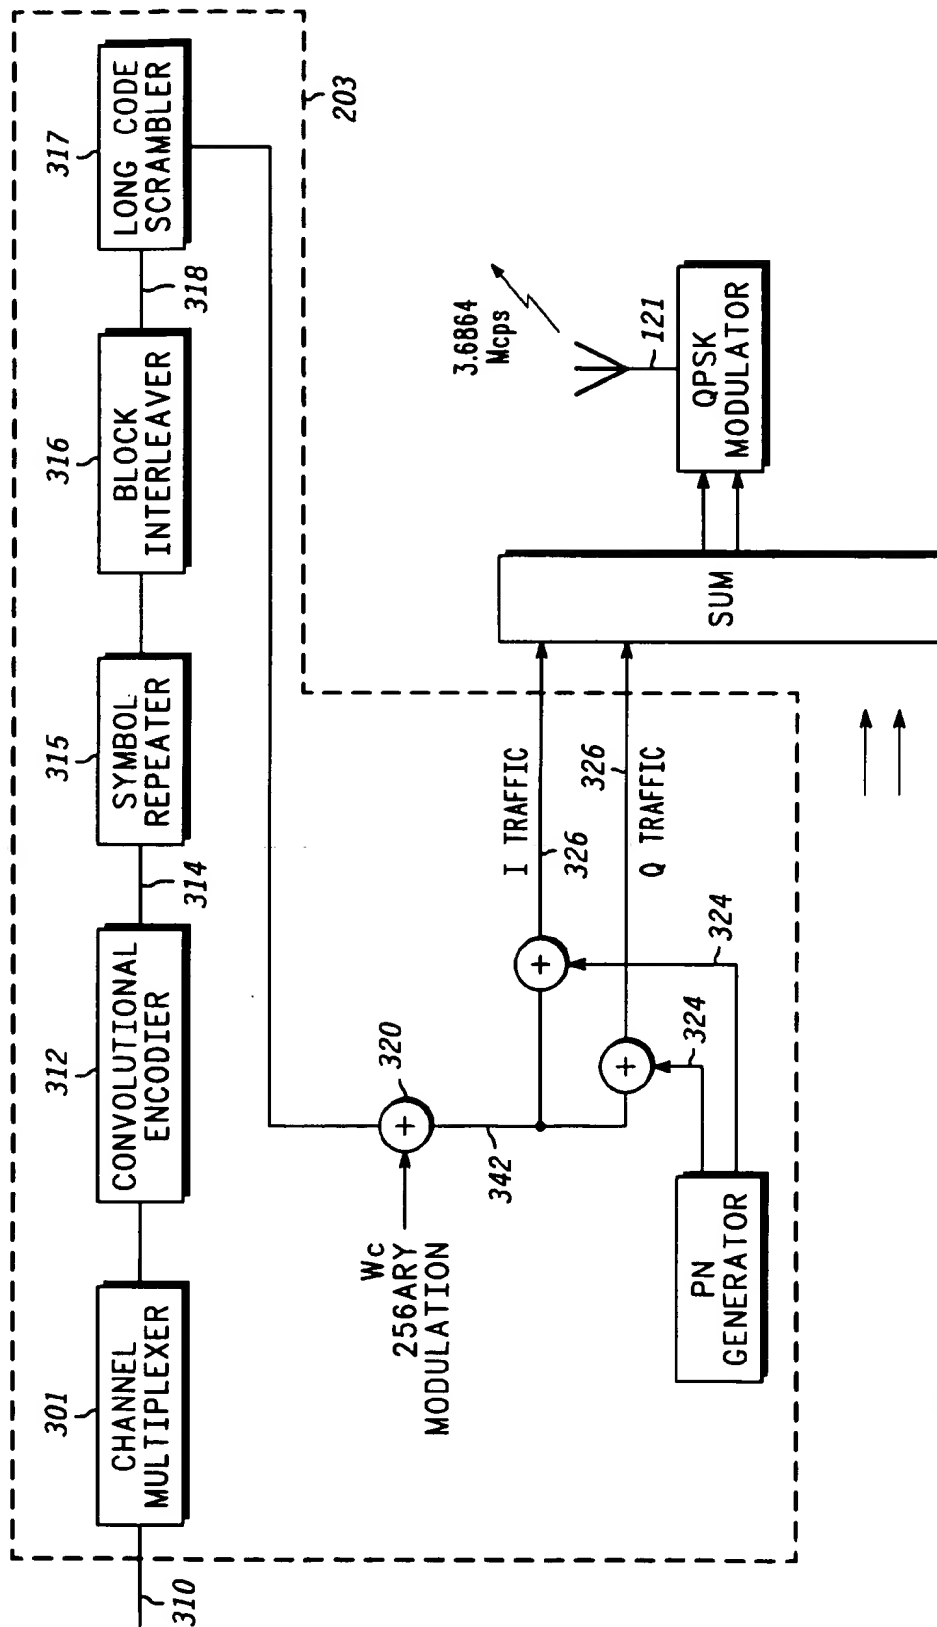 310
301
CHANNEL
MULTIPLEXER
312
CONVOLUTIONAL
ENCODIER
314
315
SYMBOL
REPEATER
316
BLOCK
INTERLEAVER
318
317
LONG CODE
SCRAMBLER
203
Wc
256ARY
MODULATION
320
342
PN
GENERATOR
324
324
I TRAFFIC
326
326
Q TRAFFIC
SUM
3.6864
Mcps
121
QPSK
MODULATOR